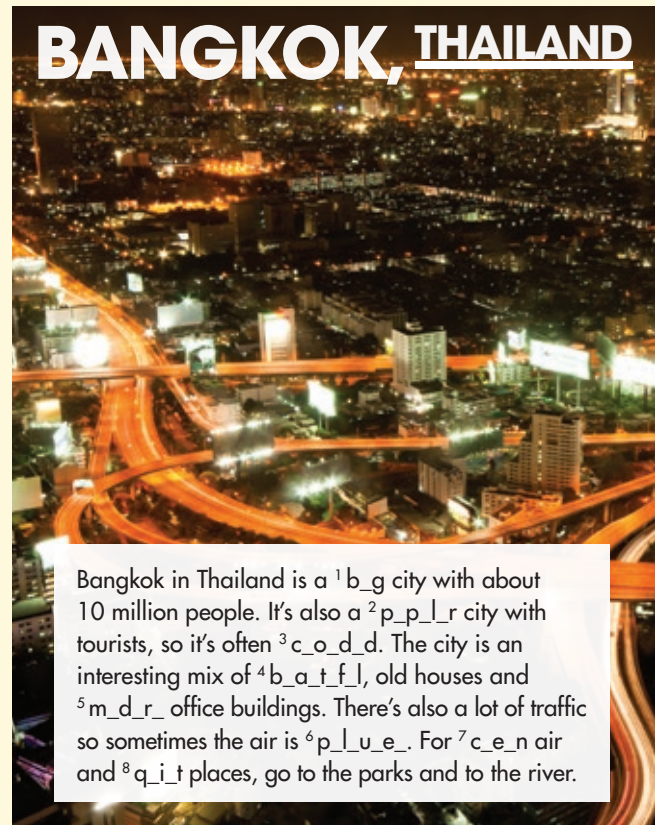 BANGKOK, THAILAND
Bangkok in Thailand is a ¹ b_g city with about
10 million people. It's also a ² p_p_l_r city with
tourists, so it's often ³ c_o_d_d. The city is an
interesting mix of ⁴ b_a_t_f_l, old houses and
⁵ m_d_r_ office buildings. There's also a lot of traffic
so sometimes the air is ⁶ p_l_u_e_. For ⁷ c_e_n air
and ⁸ q_i_t places, go to the parks and to the river.